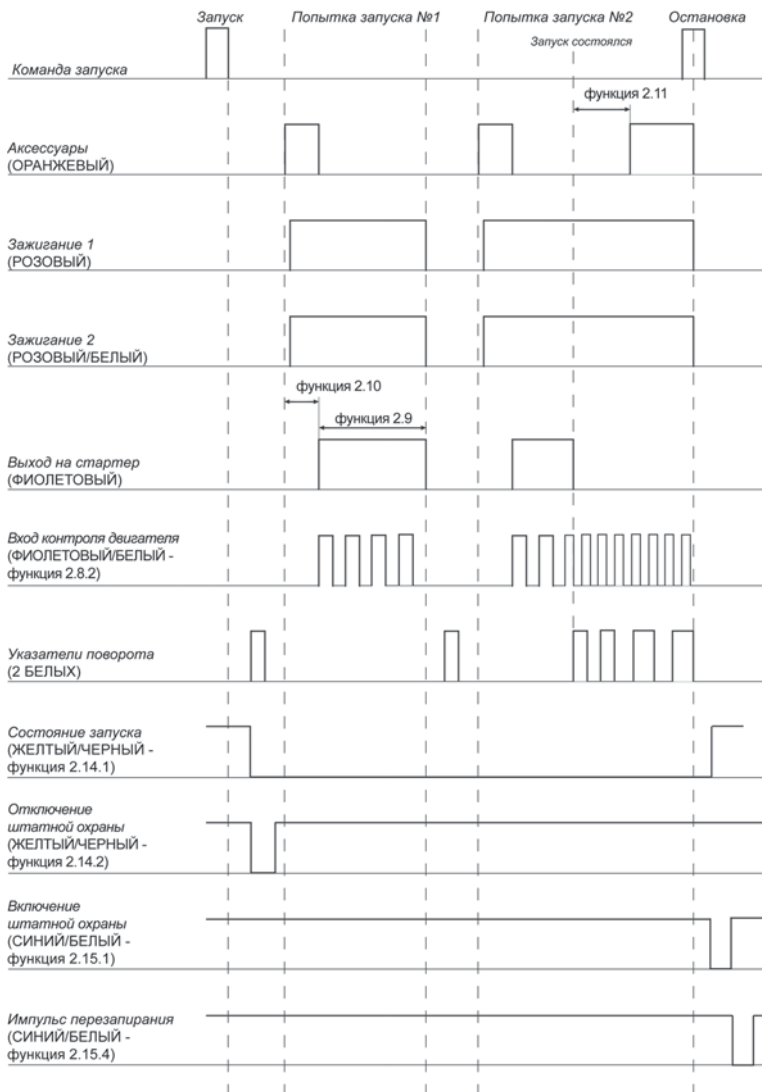 Запуск
Попытка запуска №1
Попытка запуска №2
Остановка
Запуск состоялся
Команда запуска
функция 2.11
Аксессуары
(ОРАНЖЕВЫЙ)
Зажигание 1
(РОЗОВЫЙ)
Зажигание 2
(РОЗОВЫЙ/БЕЛЫЙ)
функция 2.10
функция 2.9
Выход на стартер
(ФИОЛЕТОВЫЙ)
Вход контроля двигателя
(ФИОЛЕТОВЫЙ/БЕЛЫЙ -
функция 2.8.2)
Указатели поворота
(2 БЕЛЫХ)
Состояние запуска
(ЖЕЛТЫЙ/ЧЕРНЫЙ -
функция 2.14.1)
Отключение
штатной охраны
(ЖЕЛТЫЙ/ЧЕРНЫЙ -
функция 2.14.2)
Включение
штатной охраны
(СИНИЙ/БЕЛЫЙ -
функция 2.15.1)
Импульс перезапирания
(СИНИЙ/БЕЛЫЙ -
функция 2.15.4)